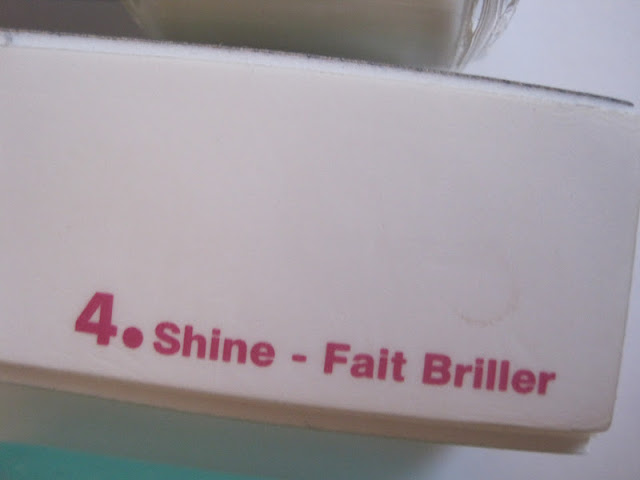 4. Shine - Fait Briller